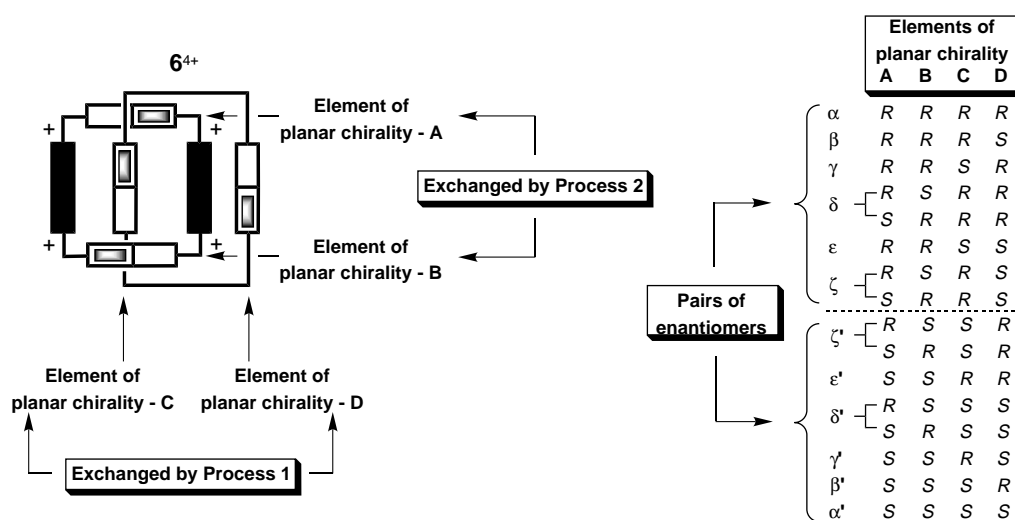 6⁴⁺
+ +
+ +
Element of
planar chirality - A
Exchanged by Process 2
Element of
planar chirality - B
Element of
planar chirality - C
Element of
planar chirality - D
Exchanged by Process 1
Pairs of
enantiomers
Elements of
planar chirality
A B C D
α R R R R
β R R R S
γ R R S R
δ R S R R
S R R R
ε R R S S
ζ R S R S
S R R S
ζ' R S S R
S R S R
ε' S S R R
δ' R S S S
S R S S
γ' S S R S
β' S S S R
α' S S S S